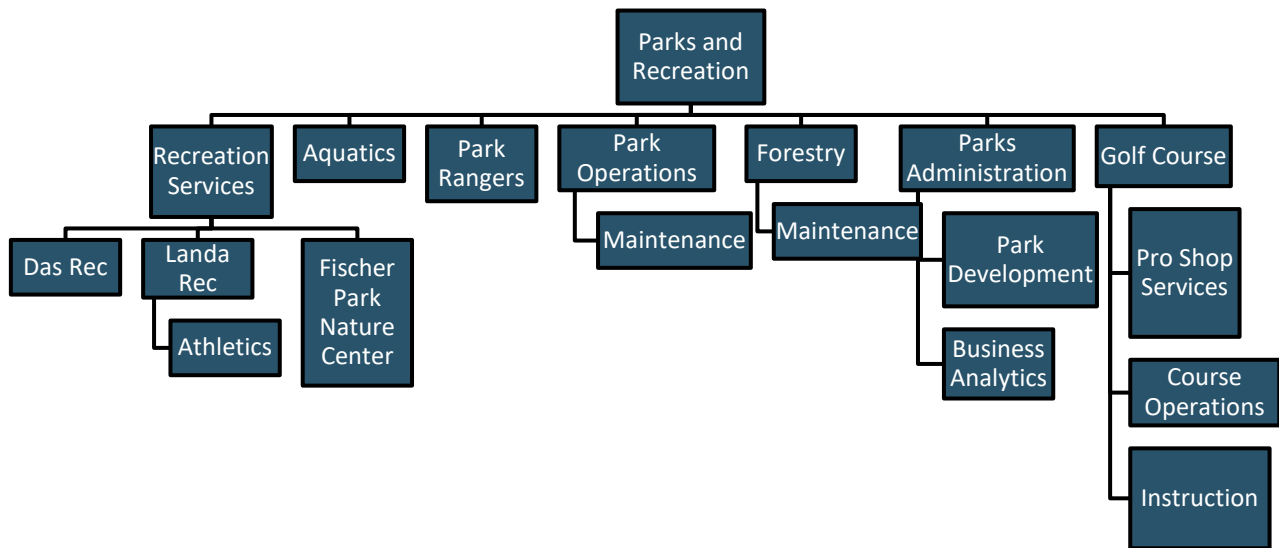 Parks and
Recreation
Recreation
Services
Aquatics
Park
Rangers
Park
Operations
Forestry
Parks
Administration
Golf Course
Das Rec
Landa
Rec
Athletics
Fischer
Park
Nature
Center
Maintenance
Maintenance
Park
Development
Business
Analytics
Pro Shop
Services
Course
Operations
Instruction